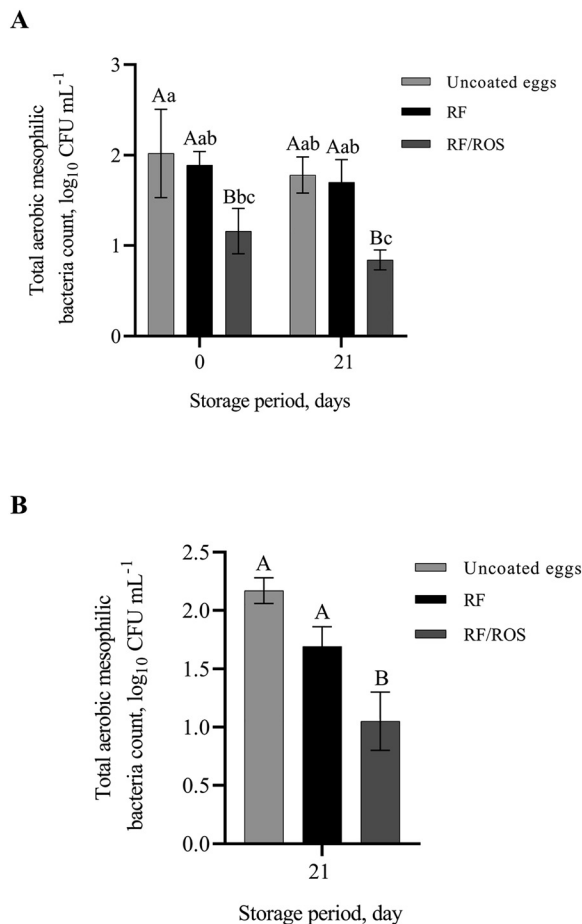 A
Total aerobic mesophilic
bacteria count, log10 CFU mL-1
3
2
1
0
Aa
Aab
Bbc
Aab
Aab
Bc
0
21
Storage period, days
Uncoated eggs
RF
RF/ROS
B
Total aerobic mesophilic
bacteria count, log10 CFU mL-1
2.5
2.0
1.5
1.0
0.5
0.0
A
A
B
21
Storage period, day
Uncoated eggs
RF
RF/ROS